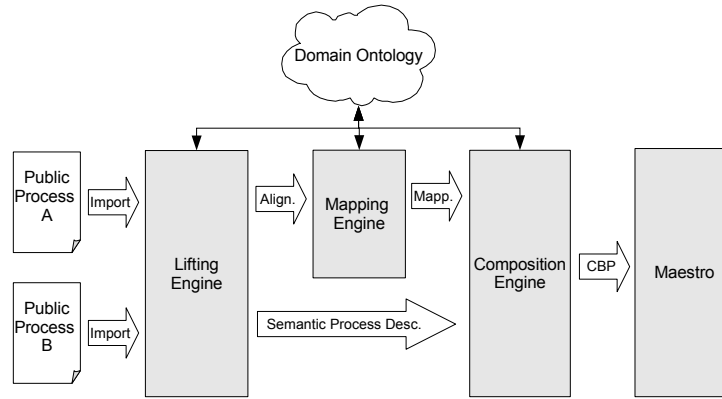 Domain Ontology
Public
Process
A
Import
Align.
Mapping
Engine
Mapp.
Lifting
Engine
Composition
Engine
CBP
Maestro
Public
Process
B
Import
Semantic Process Desc.